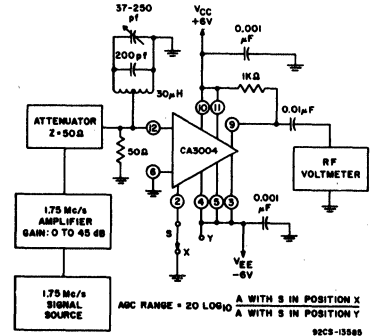 37-250
pf
200pf
30μH
VCC
+6V
0.001
μF
1KΩ
0.01μF
ATTENUATOR
Z=50Ω
50Ω
12
10
11
9
CA3004
6
2
4
5
3
RF
VOLTMETER
1.75 Mc/s
AMPLIFIER
GAIN: 0 TO 45 dB
S
X
Y
0.001
μF
VEE
-6V
1.75 Mc/s
SIGNAL
SOURCE
AGC RANGE = 20 LOG10 A WITH S IN POSITION X
A WITH S IN POSITION Y
92CS-13585